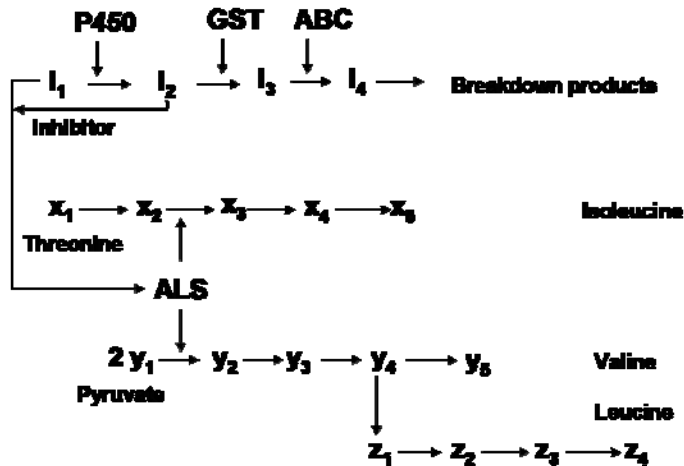 P450 GST ABC
I₁ I₂ I₃ I₄ Breakdown products
Inhibitor
x₁ x₂ x₃ x₄ x₅ Isoleucine
Threonine
ALS
2 y₁ y₂ y₃ y₄ y₅ Valine
Pyruvate
Leucine
z₁ z₂ z₃ z₄